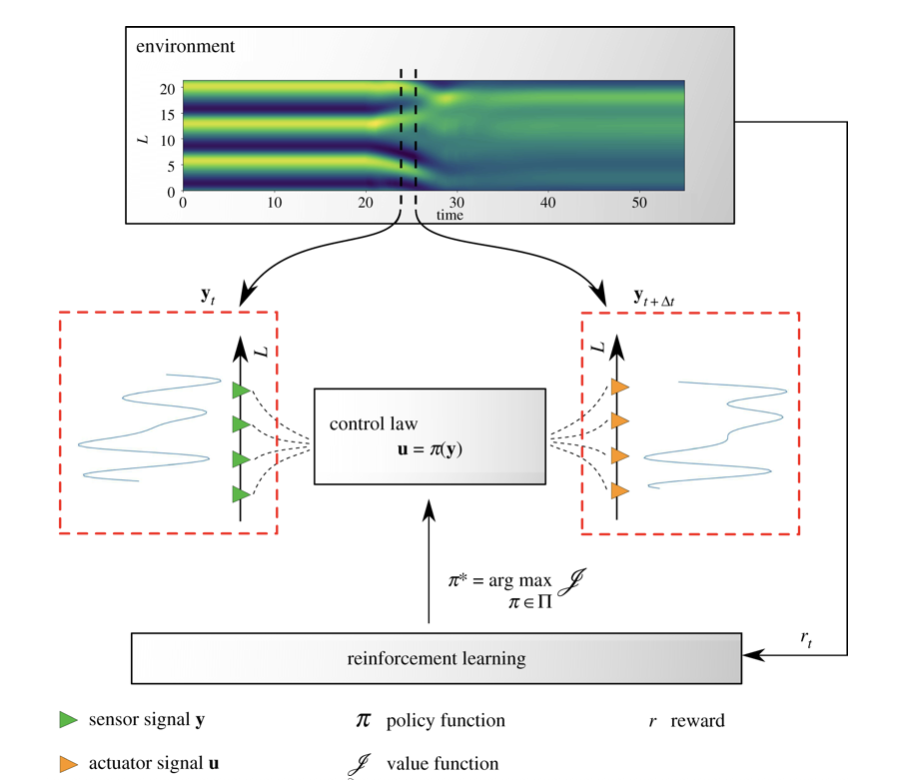 environment
20
15
10
5
0
L
0 10 20 30 40 50
time
y_t
y_{t + Δt}
L
L
control law
u = π(y)
π* = arg max 𝒥
π ∈ Π
r_t
reinforcement learning
sensor signal y
π policy function
r reward
actuator signal u
𝒥 value function